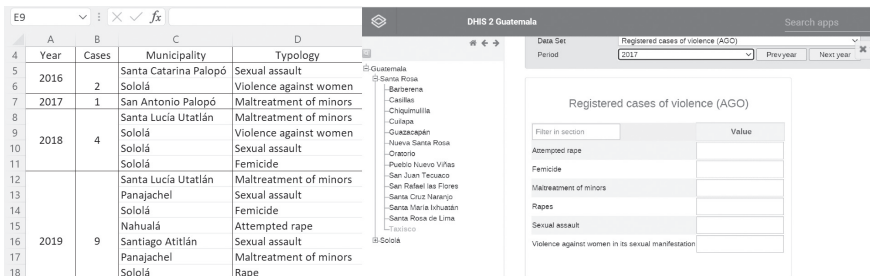 E9 fx
A B C D
4 Year Cases Municipality Typology
5 2016 Santa Catarina Palopó Sexual assault
6 2 Sololá Violence against women
7 2017 1 San Antonio Palopó Maltreatment of minors
8 Santa Lucía Utatlán Maltreatment of minors
9 2018 4 Sololá Violence against women
10 Sololá Sexual assault
11 Sololá Femicide
12 Santa Lucía Utatlán Maltreatment of minors
13 Panajachel Sexual assault
14 Sololá Femicide
15 Nahualá Attempted rape
16 2019 9 Santiago Atitlán Sexual assault
17 Panajachel Maltreatment of minors
18 Sololá Rape
DHIS 2 Guatemala Search apps
Guatemala
Santa Rosa
Barberena
Casillas
Chiquimulilla
Cuilapa
Guazacapán
Nueva Santa Rosa
Oratorio
Pueblo Nuevo Viñas
San Juan Tecuaco
San Rafael las Flores
Santa Cruz Naranjo
Santa María Ixhuatán
Santa Rosa de Lima
Taxisco
Sololá
Data Set Registered cases of violence (AGO)
Period 2017 Prev year Next year
Registered cases of violence (AGO)
Filter in section Value
Attempted rape
Femicide
Maltreatment of minors
Rapes
Sexual assault
Violence against women in its sexual manifestation